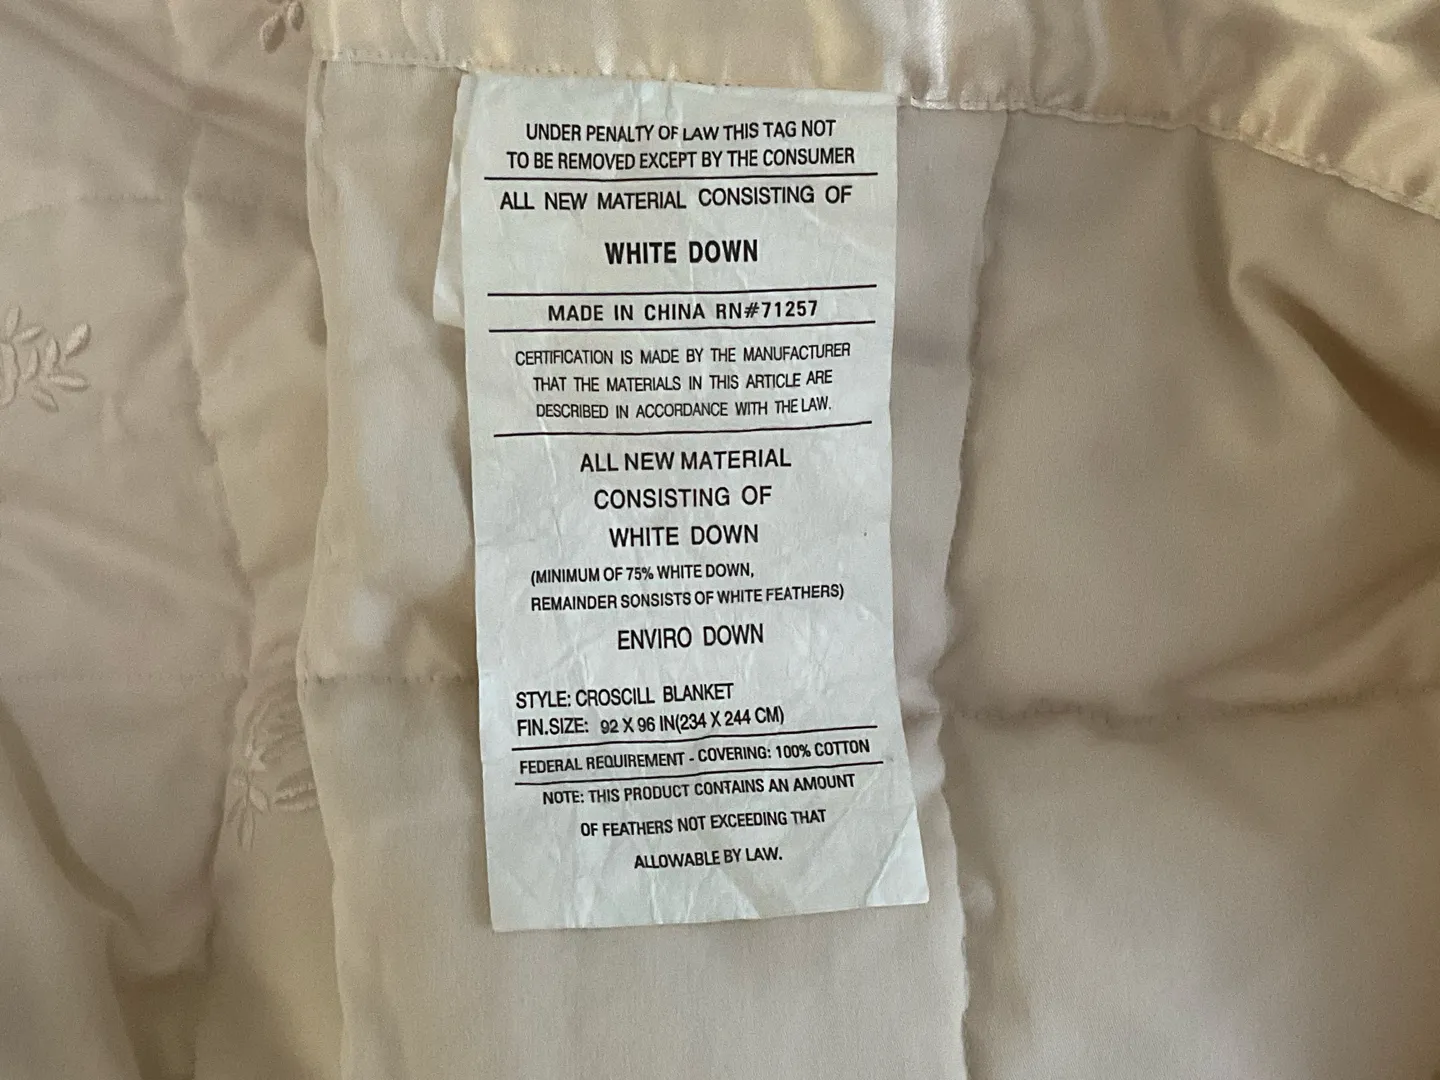 UNDER PENALTY OF LAW THIS TAG NOT
TO BE REMOVED EXCEPT BY THE CONSUMER
ALL NEW MATERIAL CONSISTING OF
WHITE DOWN
MADE IN CHINA RN#71257
CERTIFICATION IS MADE BY THE MANUFACTURER
THAT THE MATERIALS IN THIS ARTICLE ARE
DESCRIBED IN ACCORDANCE WITH THE LAW.
ALL NEW MATERIAL
CONSISTING OF
WHITE DOWN
(MINIMUM OF 75% WHITE DOWN,
REMAINDER SONSISTS OF WHITE FEATHERS)
ENVIRO DOWN
STYLE: CROSCILL BLANKET
FIN.SIZE: 92 X 96 IN(234 X 244 CM)
FEDERAL REQUIREMENT - COVERING: 100% COTTON
NOTE: THIS PRODUCT CONTAINS AN AMOUNT
OF FEATHERS NOT EXCEEDING THAT
ALLOWABLE BY LAW.